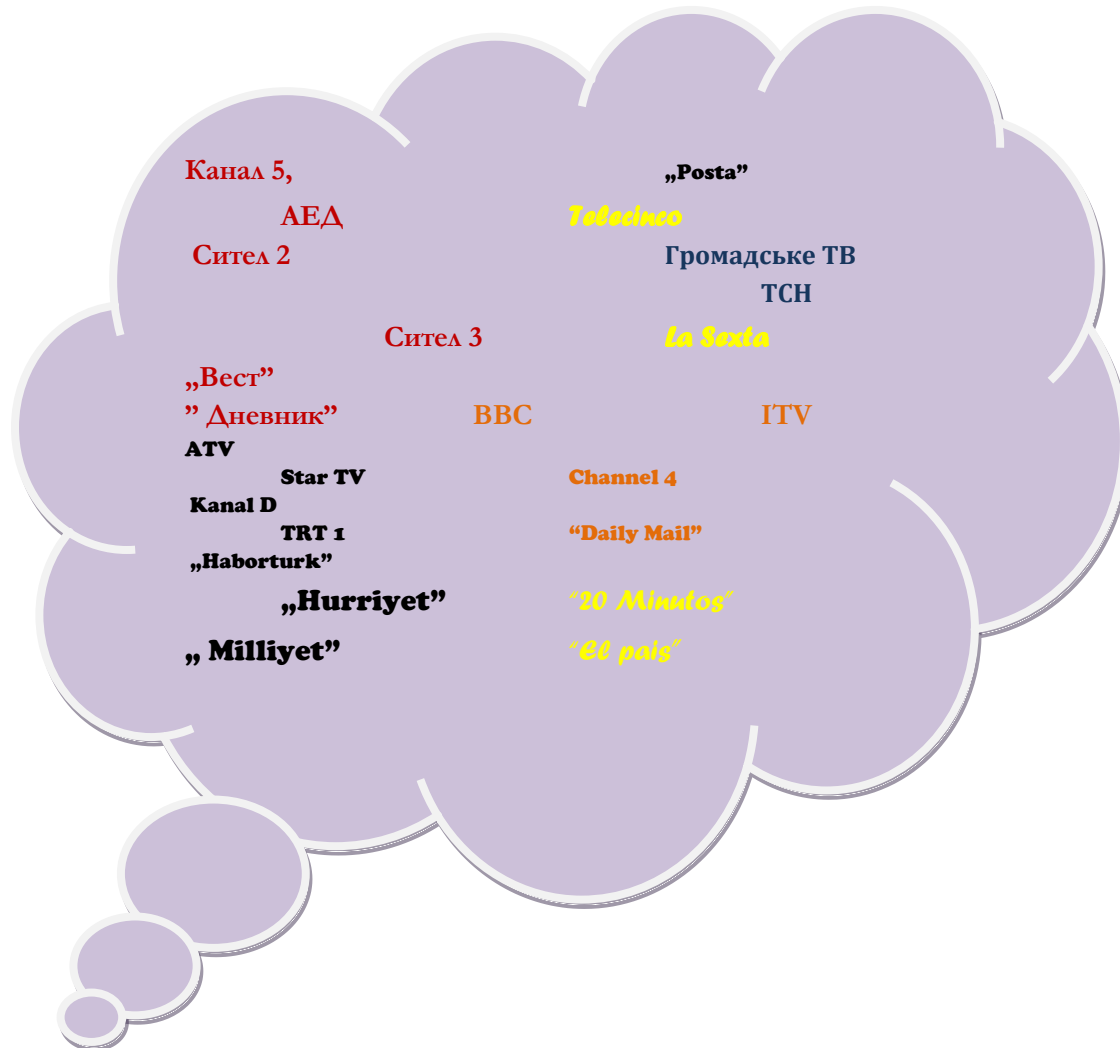 Канал 5, „Posta”
АЕД Telecinco
Сител 2 Громадське ТВ
ТСН
Сител 3 La Sexta
„Вест”
” Дневник” BBC ITV
ATV
Star TV Channel 4
Kanal D
TRT 1 “Daily Mail”
„Haborturk”
„Hurriyet” “20 Minutos”
„ Milliyet” “El pais”